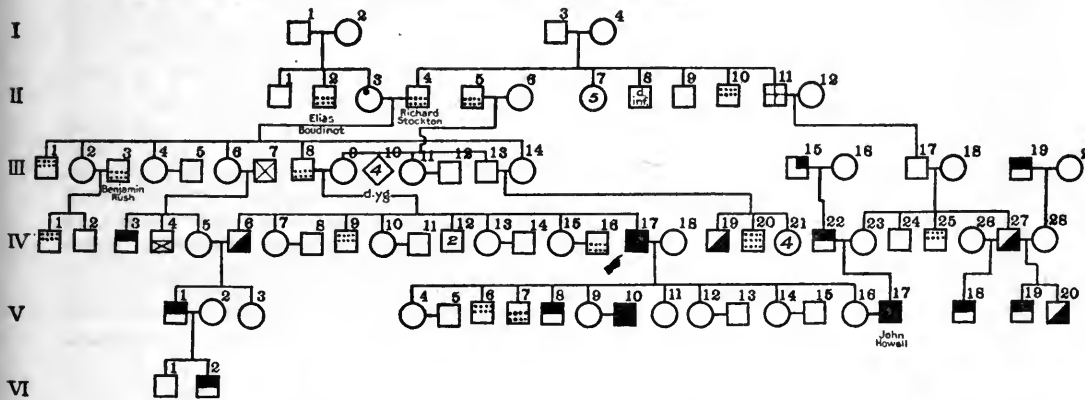 I
1 2 3 4
II
1 2 3 4 5 6 7 8 9 10 11 12
5 d. inf.
Elias Boudinot
Richard Stockton
III
1 2 3 4 5 6 7 8 9 10 11 12 13 14 15 16 17 18 19
4
Benjamin Rush
d.yg
IV
1 2 3 4 5 6 7 8 9 10 11 12 13 14 15 16 17 18 19 20 21 22 23 24 25 26 27 28
2 4
V
1 2 3 4 5 6 7 8 9 10 11 12 13 14 15 16 17 18 19 20
John Howell
VI
1 2